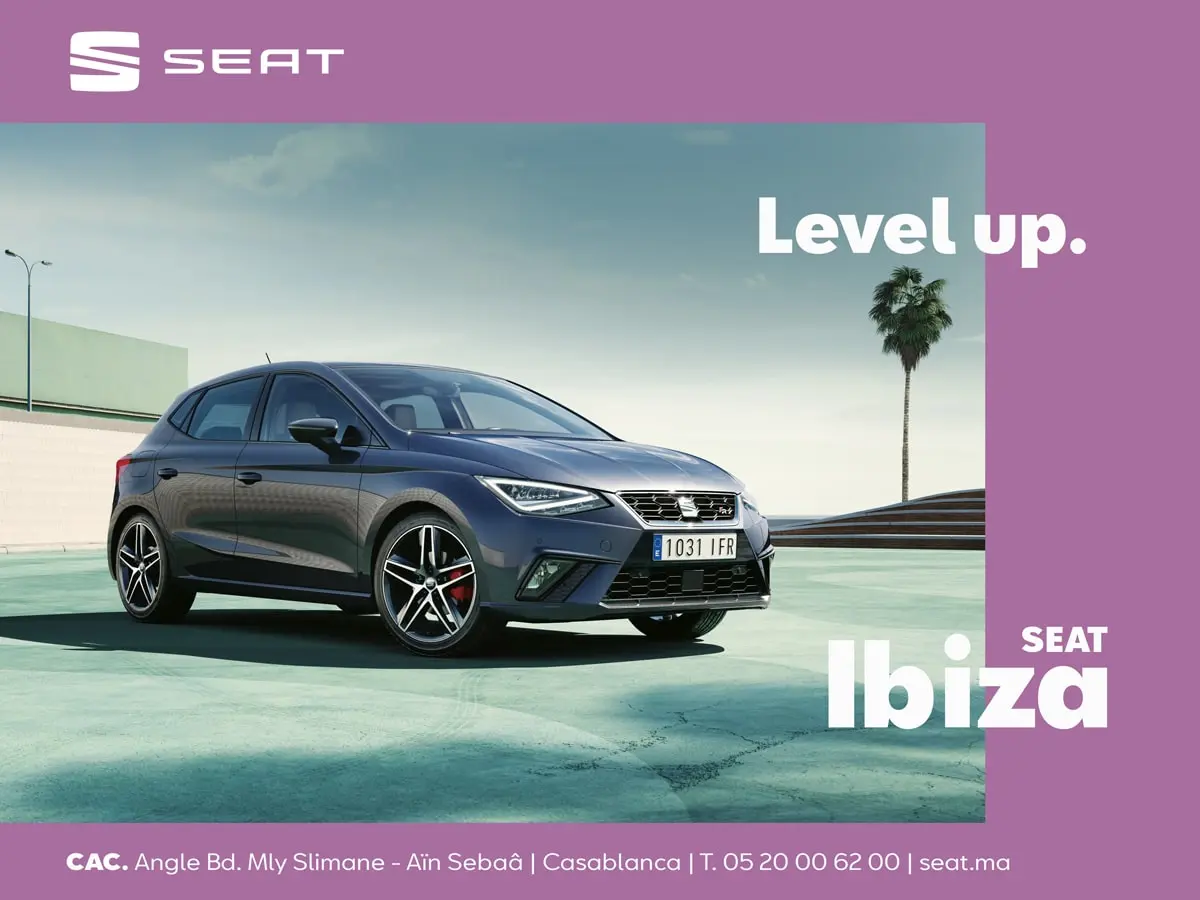 SEAT
Level up.
1031 IFR
SEAT
Ibiza
CAC. Angle Bd. Mly Slimane - Aïn Sebaâ | Casablanca | T. 05 20 00 62 00 | seat.ma